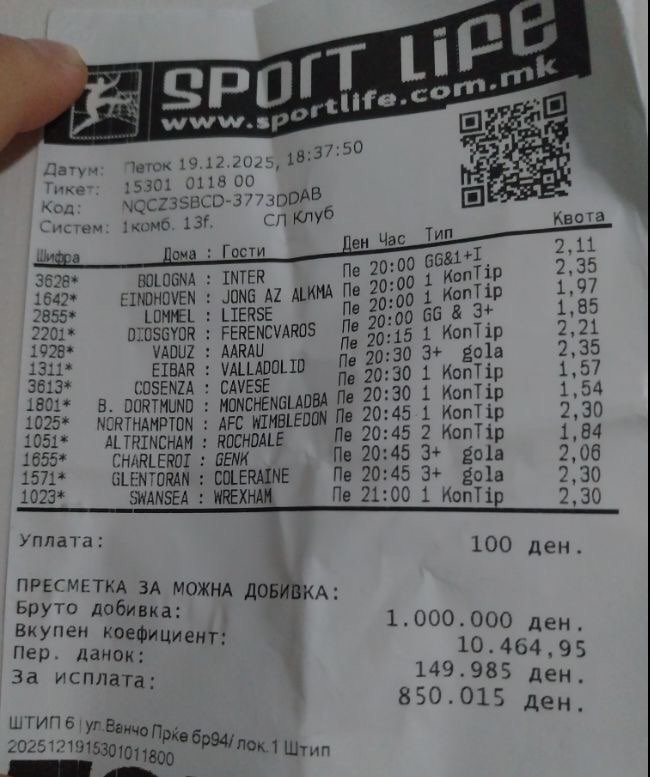 SPORT LIFE
www.sportlife.com.mk
Датум: Петок 19.12.2025, 18:37:50
Тикет: 15301 0118 00
Код: NQCZ3SBCD-3773DDAB
Систем: 1комб. 13f. СЛ Клуб
Шифра Дома : Гости Ден Час Тип Квота
3628* BOLOGNA : INTER Пе 20:00 GG&1+I 2,11
1642* EINDHOVEN : JONG AZ ALKMA Пе 20:00 1 KonTip 2,35
2855* LOMMEL : LIERSE Пе 20:00 1 KonTip 1,97
2201* DIOSGYOR : FERENCVAROS Пе 20:00 GG & 3+ 1,85
1928* VADUZ : AARAU Пе 20:15 1 KonTip 2,21
1311* EIBAR : VALLADOLID Пе 20:30 3+ gola 2,35
3613* COSENZA : CAVESE Пе 20:30 1 KonTip 1,57
1801* B. DORTMUND : MONCHENGLADBA Пе 20:30 1 KonTip 1,54
1025* NORTHAMPTON : AFC WIMBLEDON Пе 20:45 1 KonTip 2,30
1051* ALTRINCHAM : ROCHDALE Пе 20:45 2 KonTip 1,84
1655* CHARLEROI : GENK Пе 20:45 3+ gola 2,06
1571* GLENTORAN : COLERAINE Пе 20:45 3+ gola 2,30
1023* SWANSEA : WREXHAM Пе 21:00 1 KonTip 2,30
Уплата: 100 ден.
ПРЕСМЕТКА ЗА МОЖНА ДОБИВКА:
Бруто добивка: 1.000.000 ден.
Вкупен коефициент: 10.464,95
Пер. данок: 149.985 ден.
За исплата: 850.015 ден.
ШТИП 6 | ул.Ванчо Прќе бр94/ лок.1 Штип
2025121915301011800